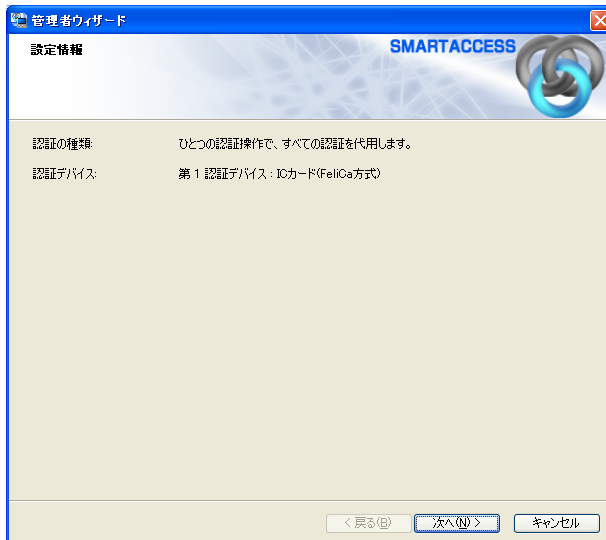 管理者ウィザード
設定情報
SMARTACCESS
認証の種類: ひとつの認証操作で、すべての認証を代用します。
認証デバイス: 第１認証デバイス：ICカード(FeliCa方式)
< 戻る(B) 次へ(N) > キャンセル